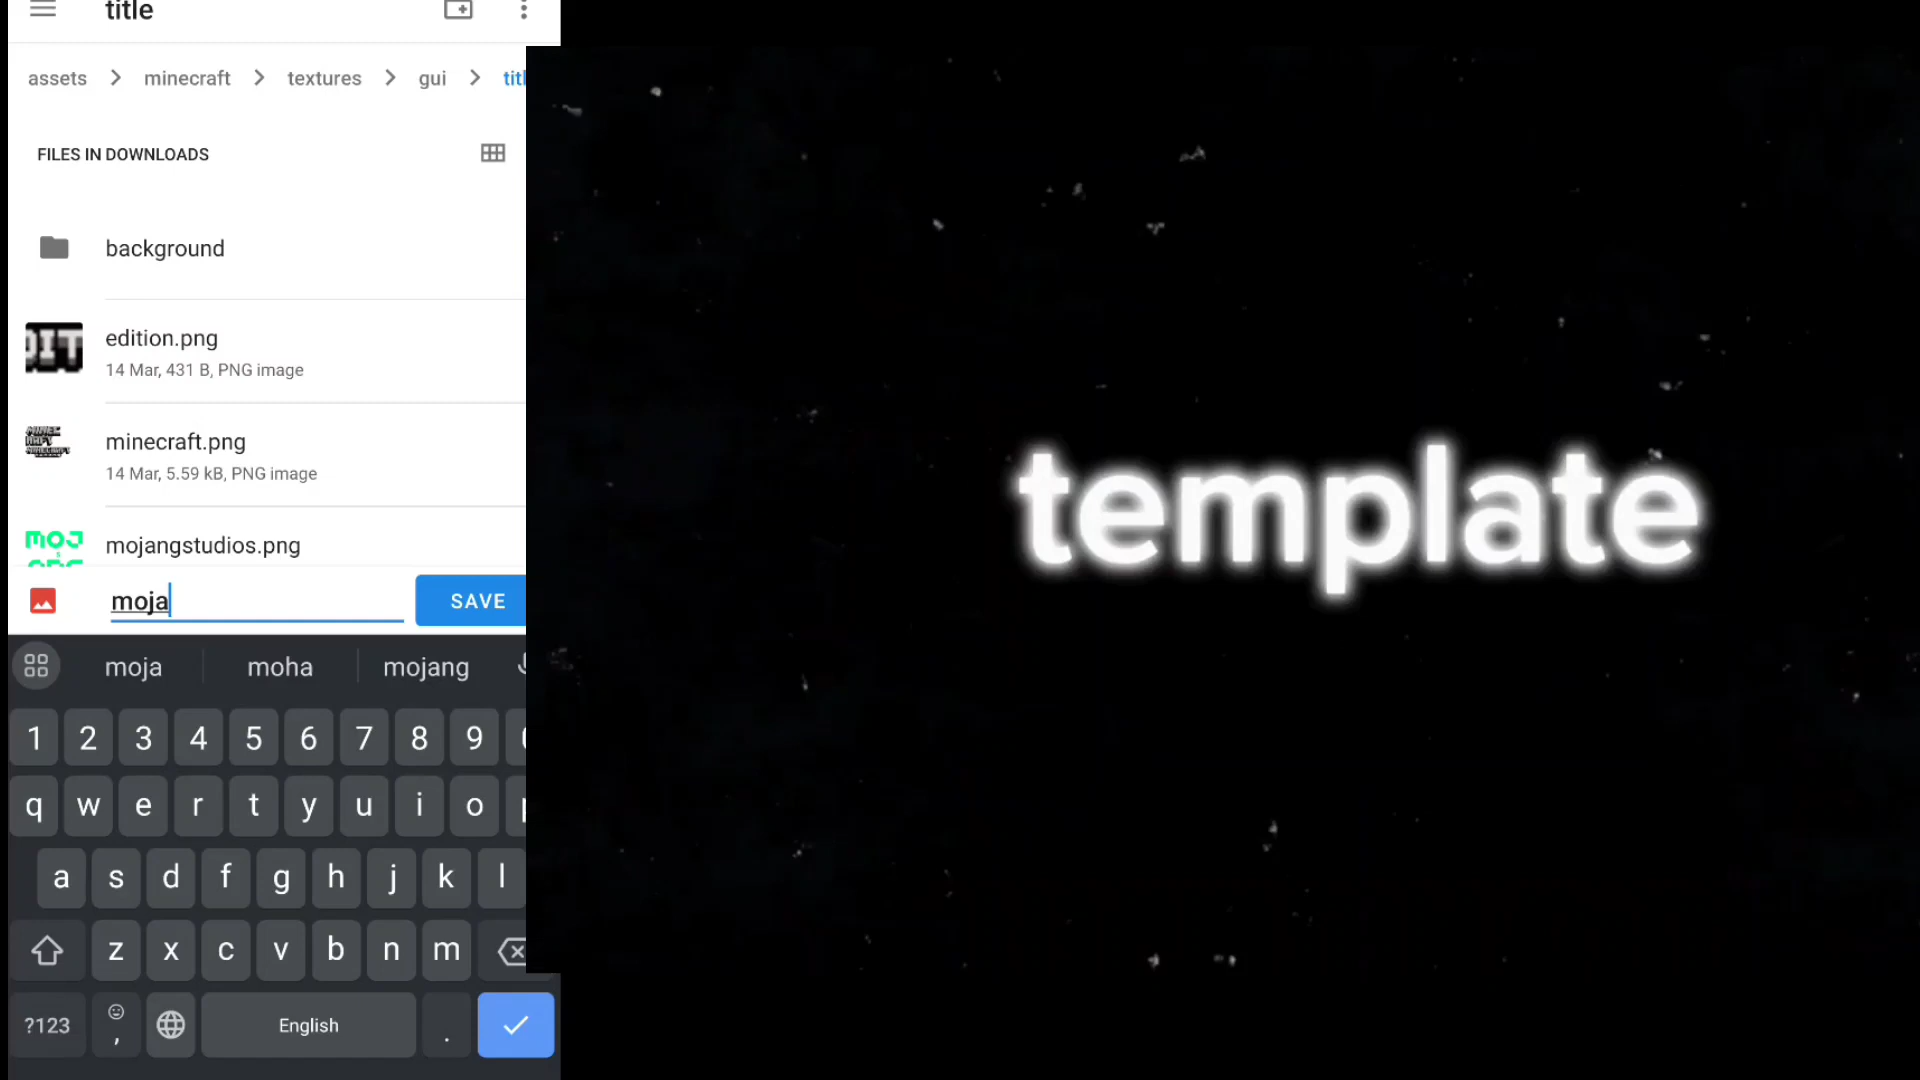 title
assets minecraft textures gui titl
FILES IN DOWNLOADS
background
edition.png
14 Mar, 431 B, PNG image
minecraft.png
14 Mar, 5.59 kB, PNG image
mojangstudios.png
moja
SAVE
moja moha mojang
1 2 3 4 5 6 7 8 9
q w e r t y u i o p
a s d f g h j k l
z x c v b n m
?123 , English .
template